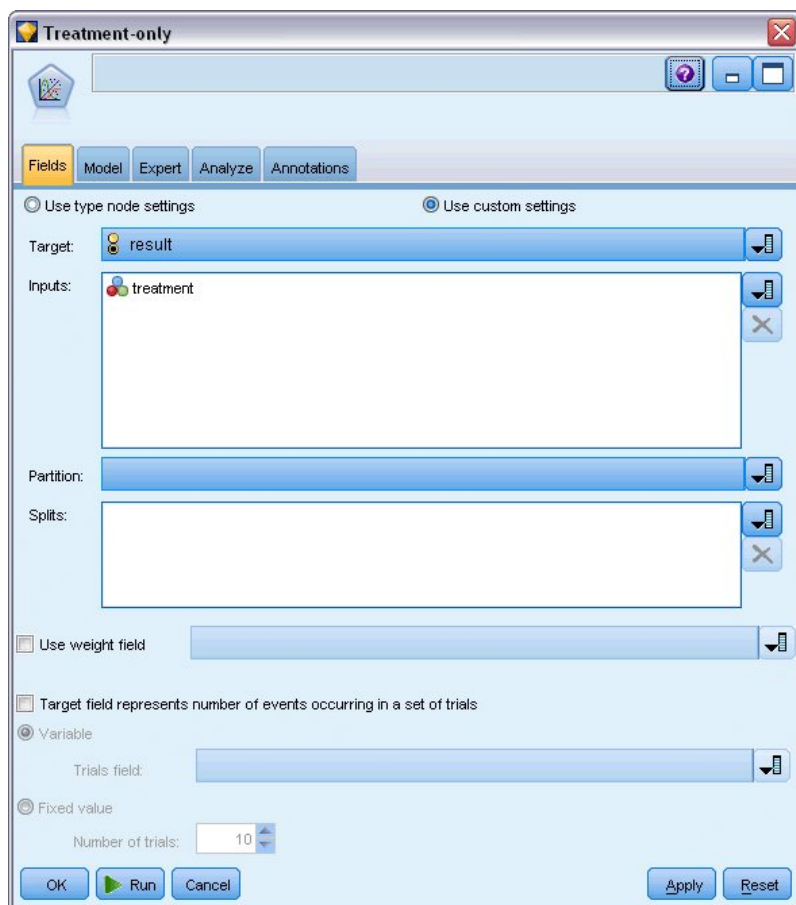 Treatment-only
Fields Model Expert Analyze Annotations
Use type node settings Use custom settings
Target: result
Inputs: treatment
Partition:
Splits:
Use weight field
Target field represents number of events occurring in a set of trials
Variable
Trials field:
Fixed value
Number of trials: 10
OK Run Cancel Apply Reset